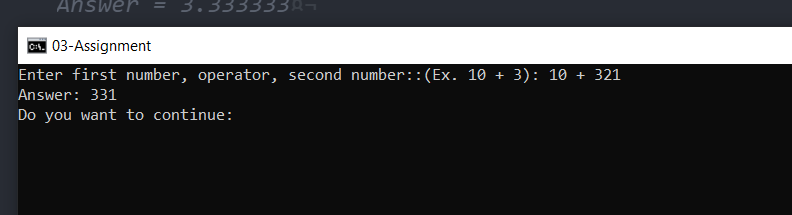 Answer = 3.333333
03-Assignment
Enter first number, operator, second number::(Ex. 10 + 3): 10 + 321
Answer: 331
Do you want to continue: